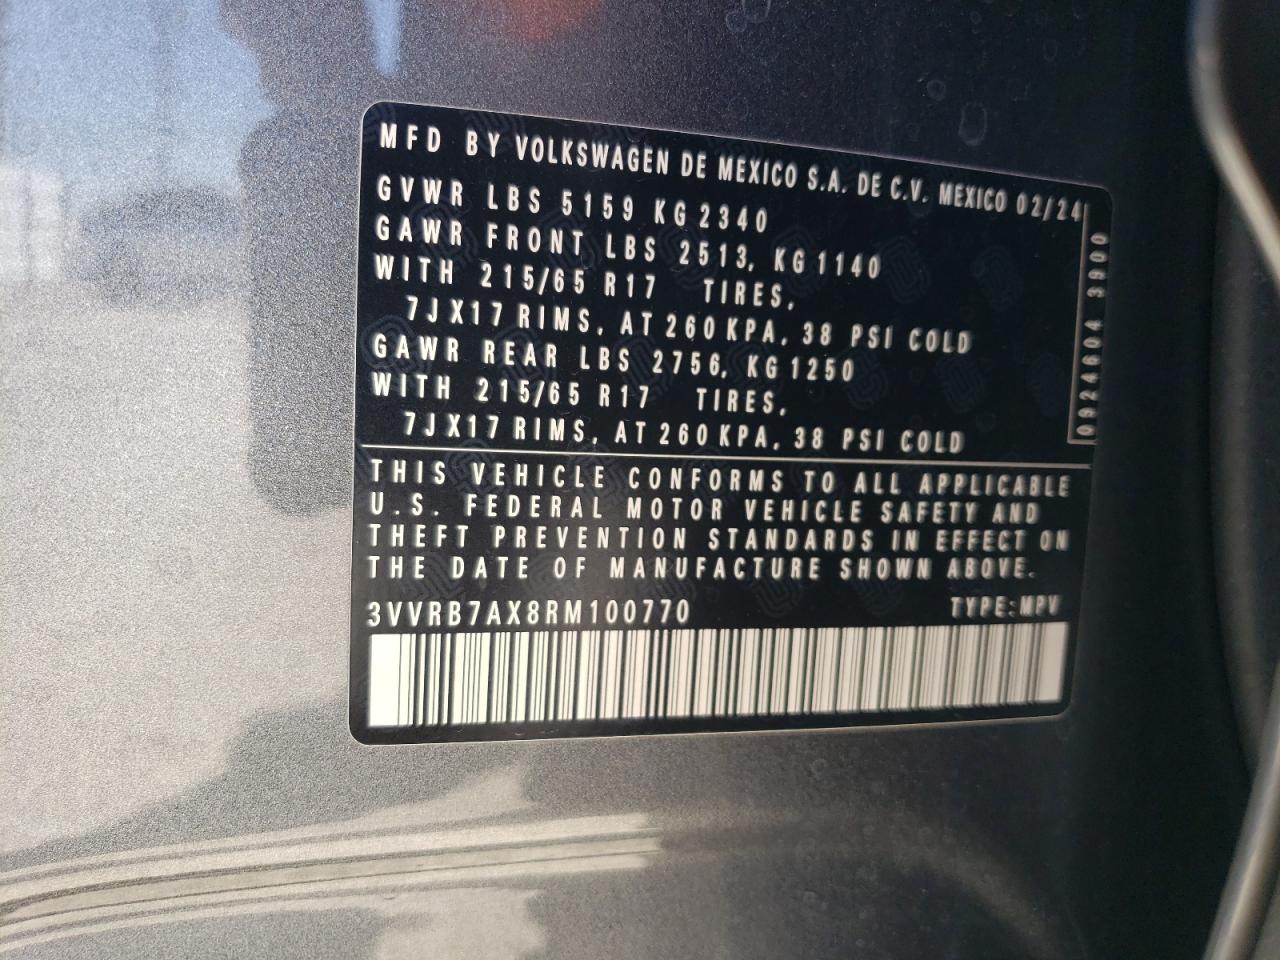 MFD BY VOLKSWAGEN DE MEXICO S.A. DE C.V. MEXICO 02/24
GVWR LBS 5159 KG 2340
GAWR FRONT LBS 2513, KG 1140
WITH 215/65 R17 TIRES,
7JX17 RIMS, AT 260 KPA, 38 PSI COLD
GAWR REAR LBS 2756, KG 1250
WITH 215/65 R17 TIRES,
7JX17 RIMS, AT 260 KPA, 38 PSI COLD
0924604 3900
THIS VEHICLE CONFORMS TO ALL APPLICABLE
U.S. FEDERAL MOTOR VEHICLE SAFETY AND
THEFT PREVENTION STANDARDS IN EFFECT ON
THE DATE OF MANUFACTURE SHOWN ABOVE.
3VVRB7AX8RM100770 TYPE: MPV